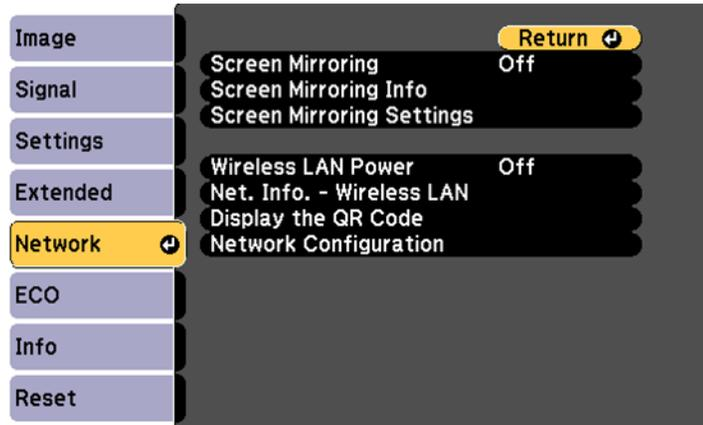 Image
Signal
Settings
Extended
Network
ECO
Info
Reset
Return
Screen Mirroring Off
Screen Mirroring Info
Screen Mirroring Settings
Wireless LAN Power Off
Net. Info. - Wireless LAN
Display the QR Code
Network Configuration